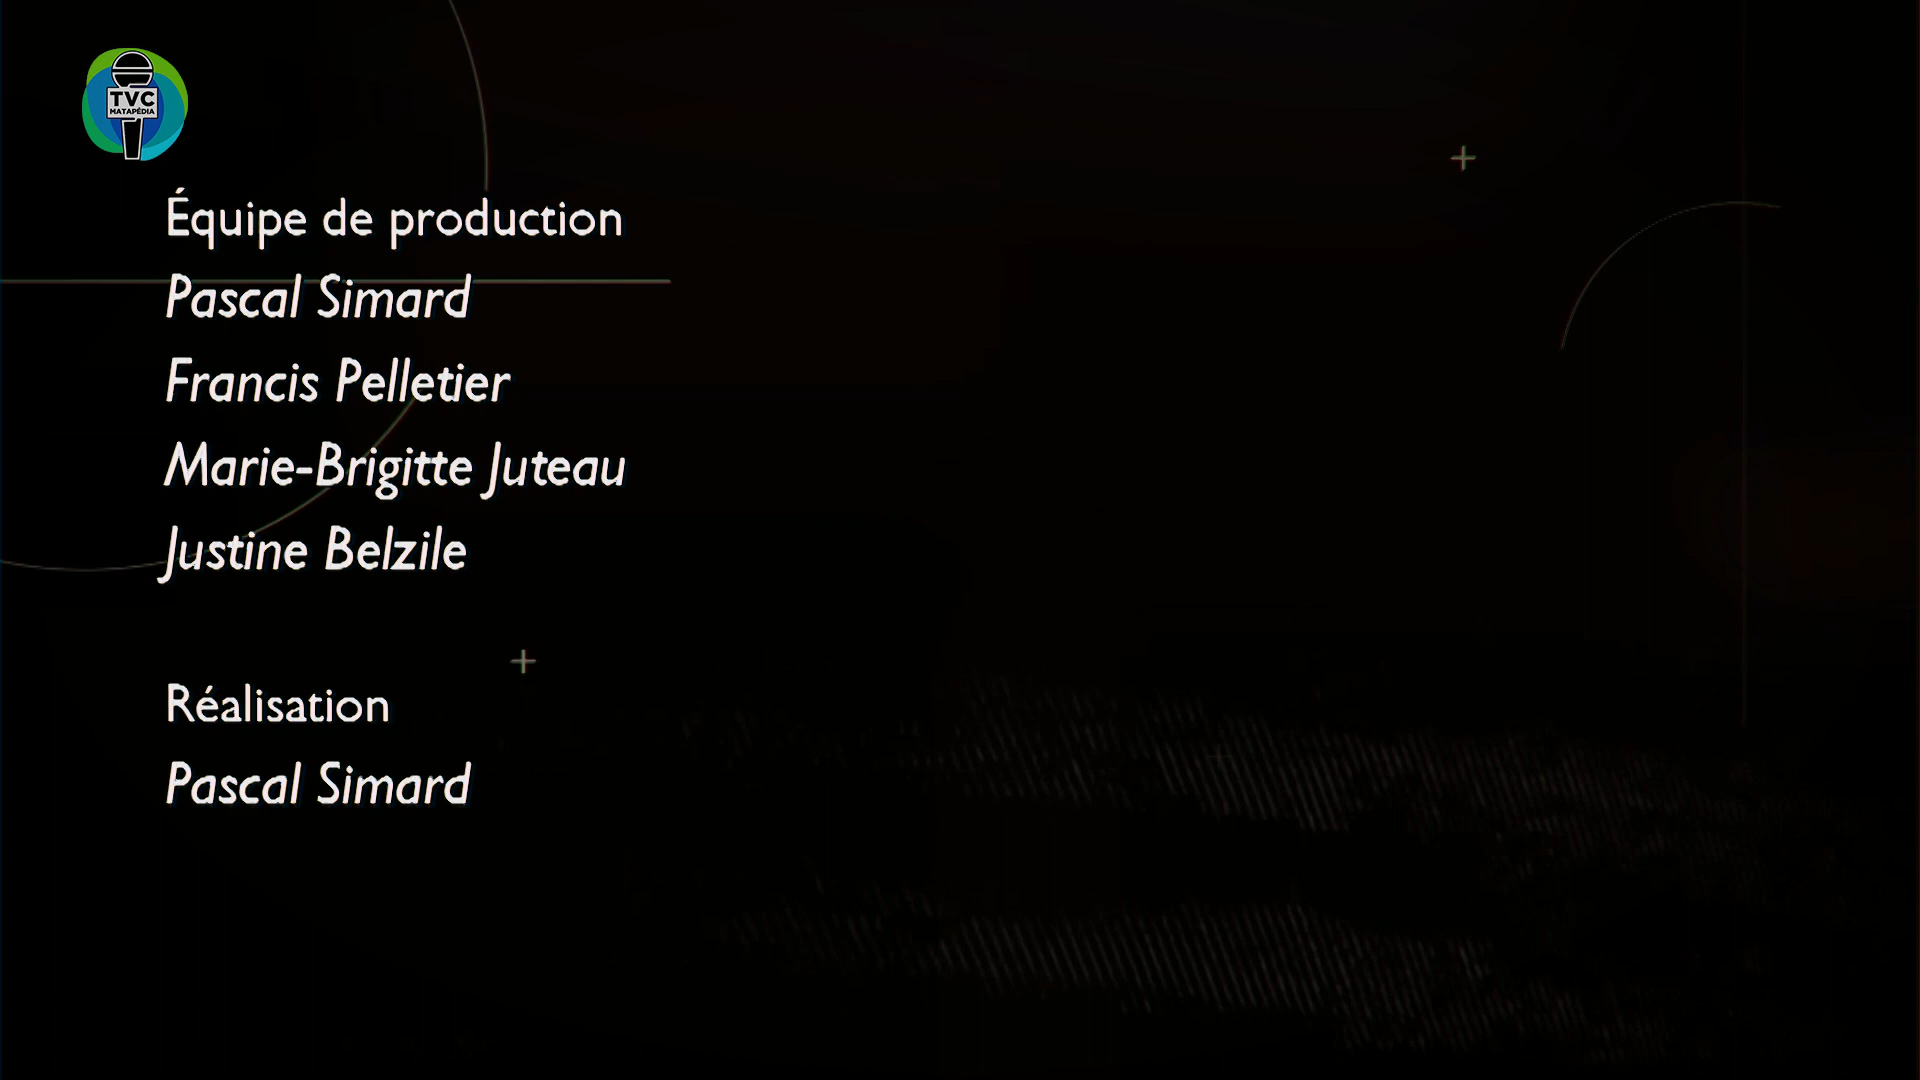 TVC
MATAPÉDIA
Équipe de production
Pascal Simard
Francis Pelletier
Marie-Brigitte Juteau
Justine Belzile
Réalisation
Pascal Simard